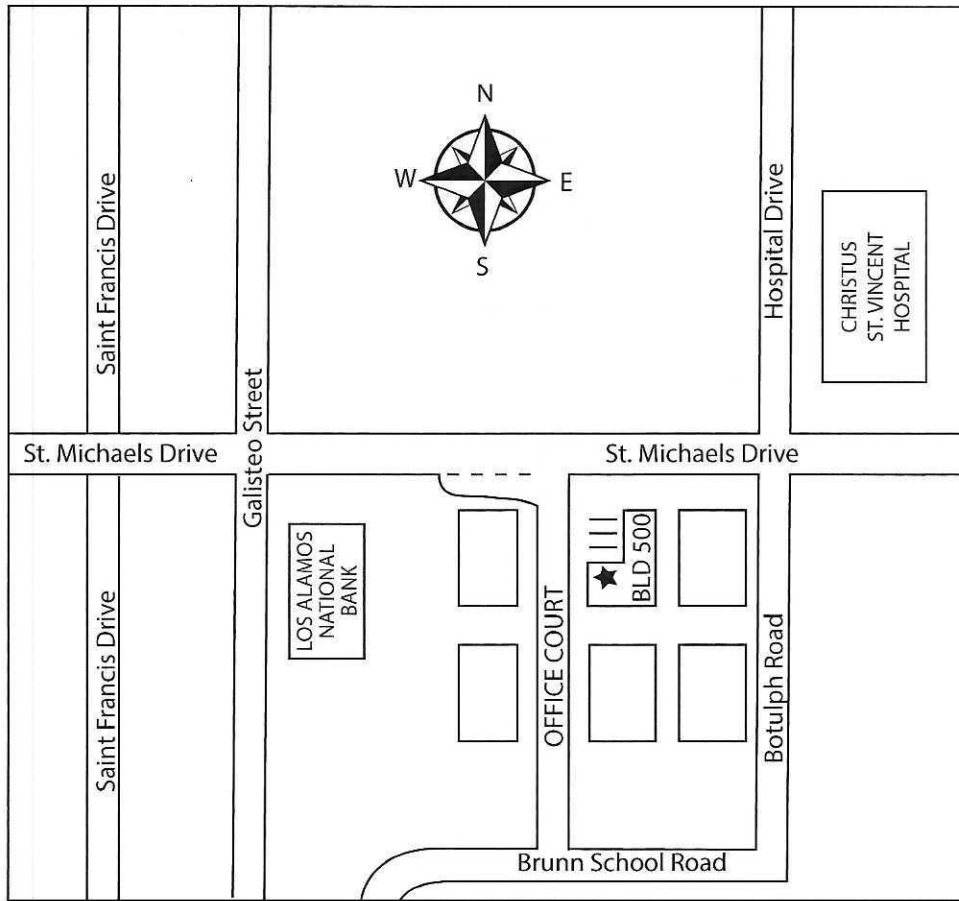 N
W
E
S
Saint Francis Drive
Galisteo Street
Hospital Drive
CHRISTUS
ST. VINCENT
HOSPITAL
St. Michaels Drive
St. Michaels Drive
LOS ALAMOS
NATIONAL
BANK
BLD 500
OFFICE COURT
Saint Francis Drive
Botulph Road
Brunn School Road